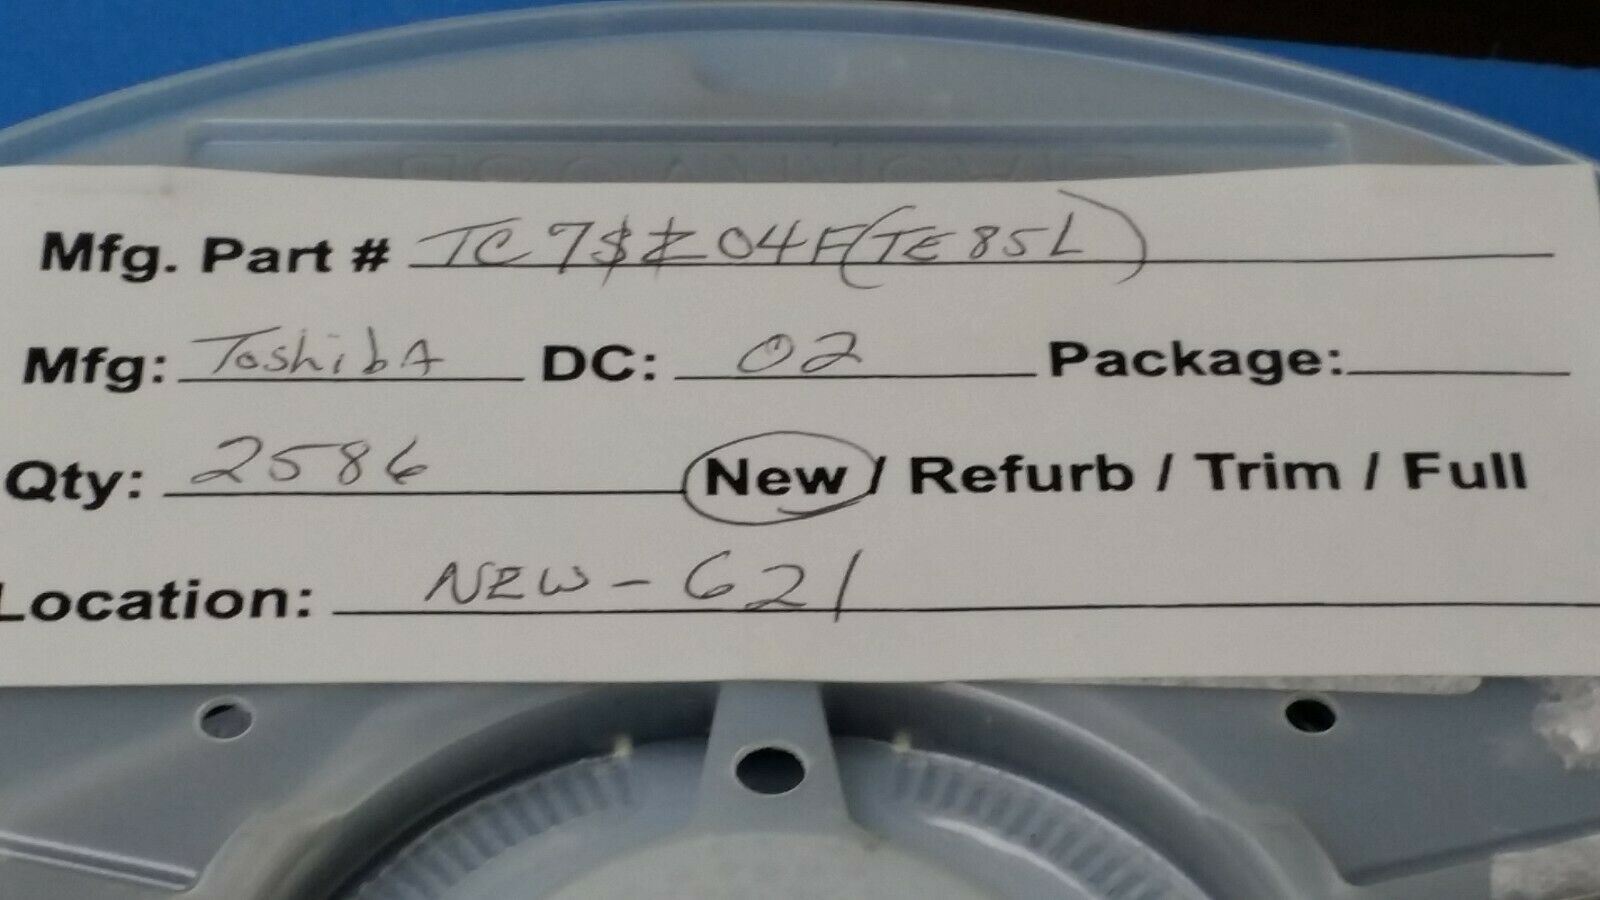 Mfg. Part # TC7SZ04F(TE85L)
Mfg: ToshibA DC: 02 Package:
Qty: 2586 New / Refurb / Trim / Full
Location: New-621